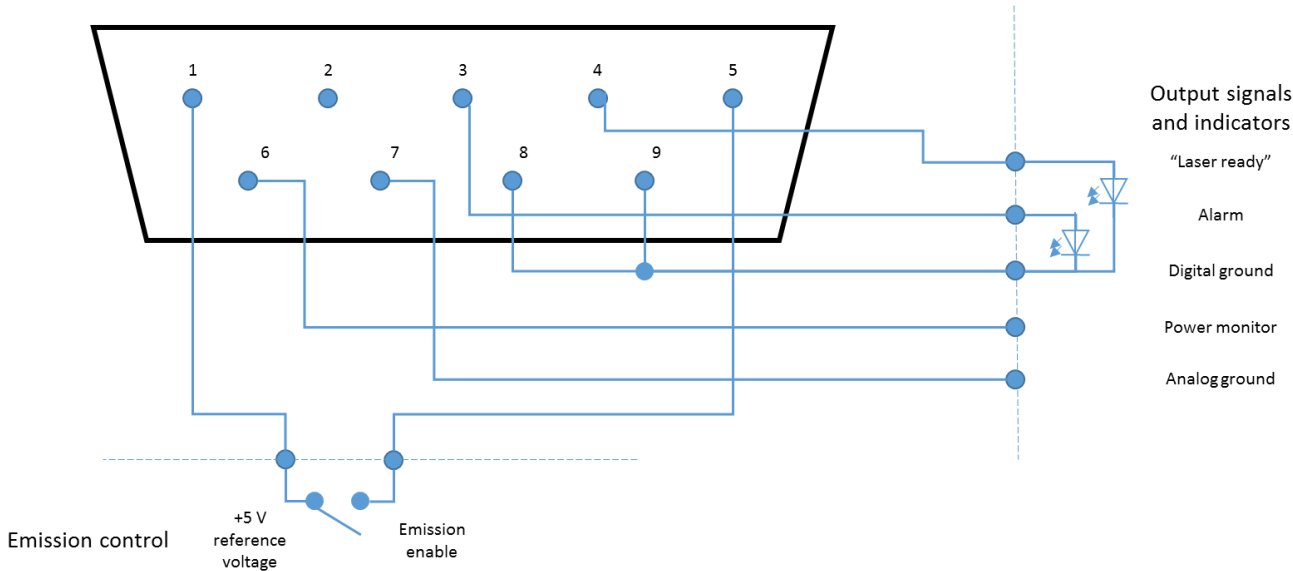 1
2
3
4
5
6
7
8
9
Output signals
and indicators
“Laser ready”
Alarm
Digital ground
Power monitor
Analog ground
+5 V
reference
voltage
Emission
enable
Emission control